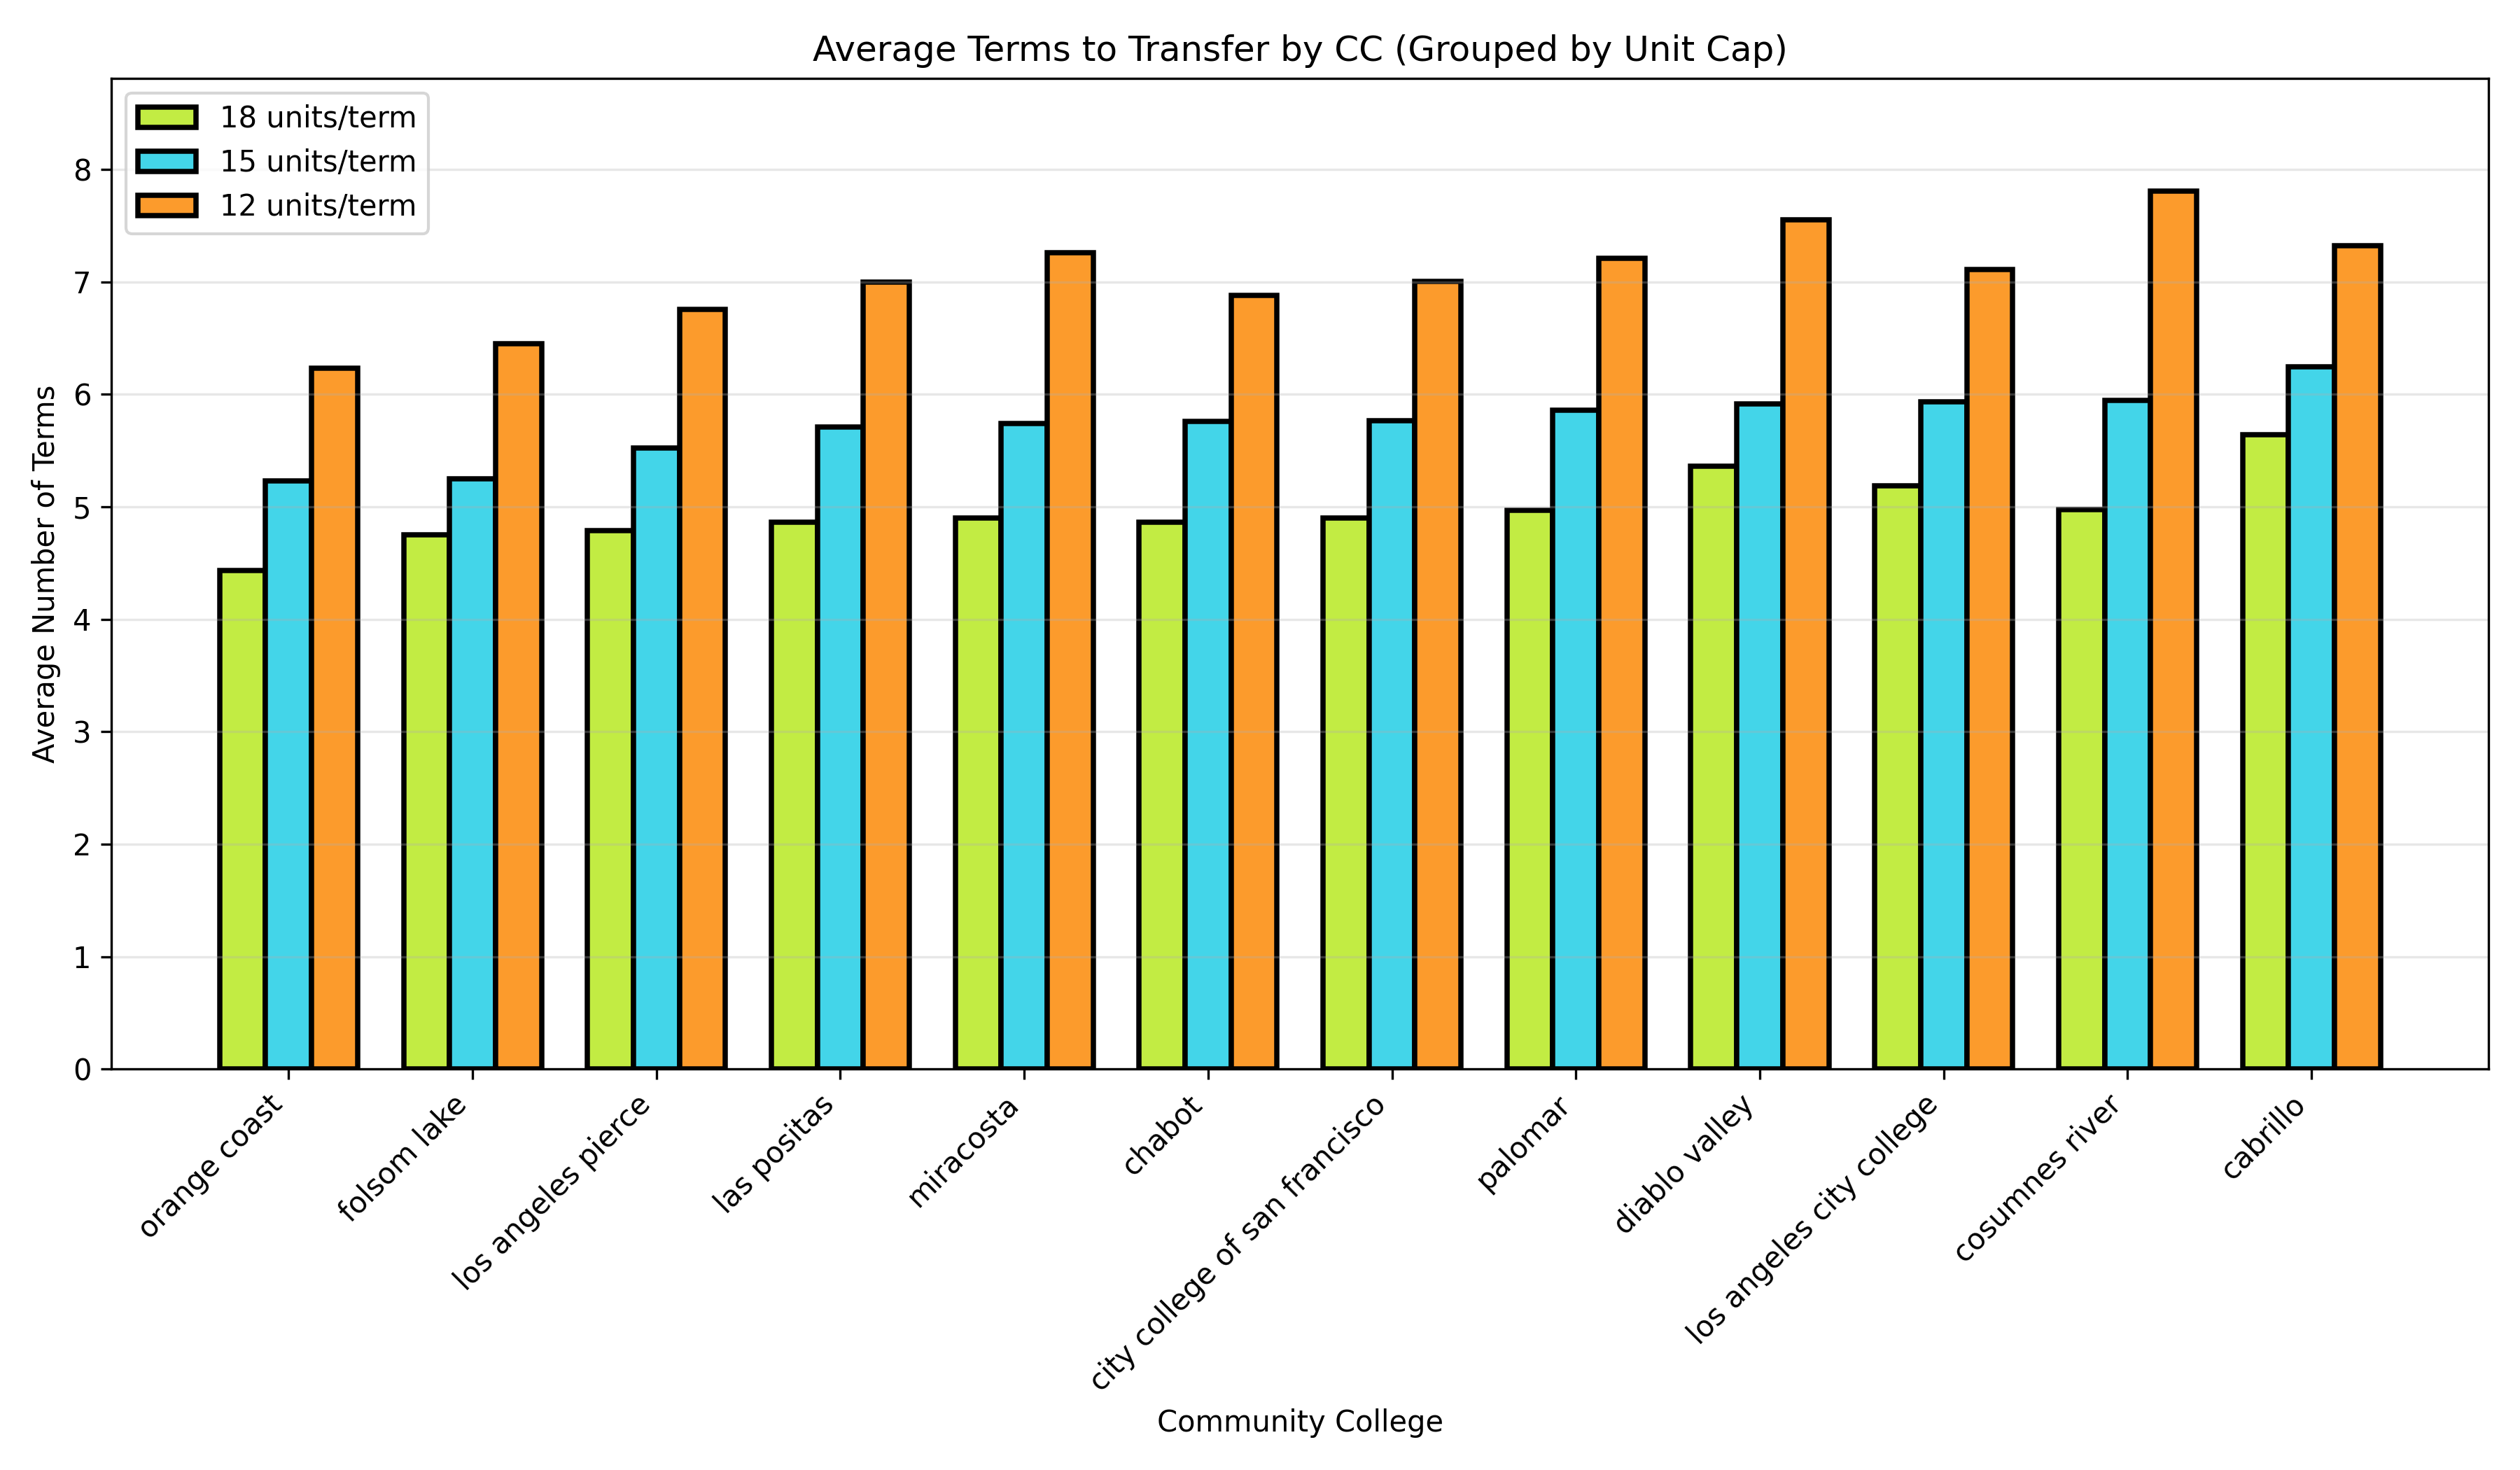 Average Terms to Transfer by CC (Grouped by Unit Cap)
18 units/term
15 units/term
12 units/term
Average Number of Terms
8
7
6
5
4
3
2
1
0
orange coast
folsom lake
los angeles pierce
las positas
miracosta
chabot
city college of san francisco
palomar
diablo valley
los angeles city college
cosumnes river
cabrillo
Community College